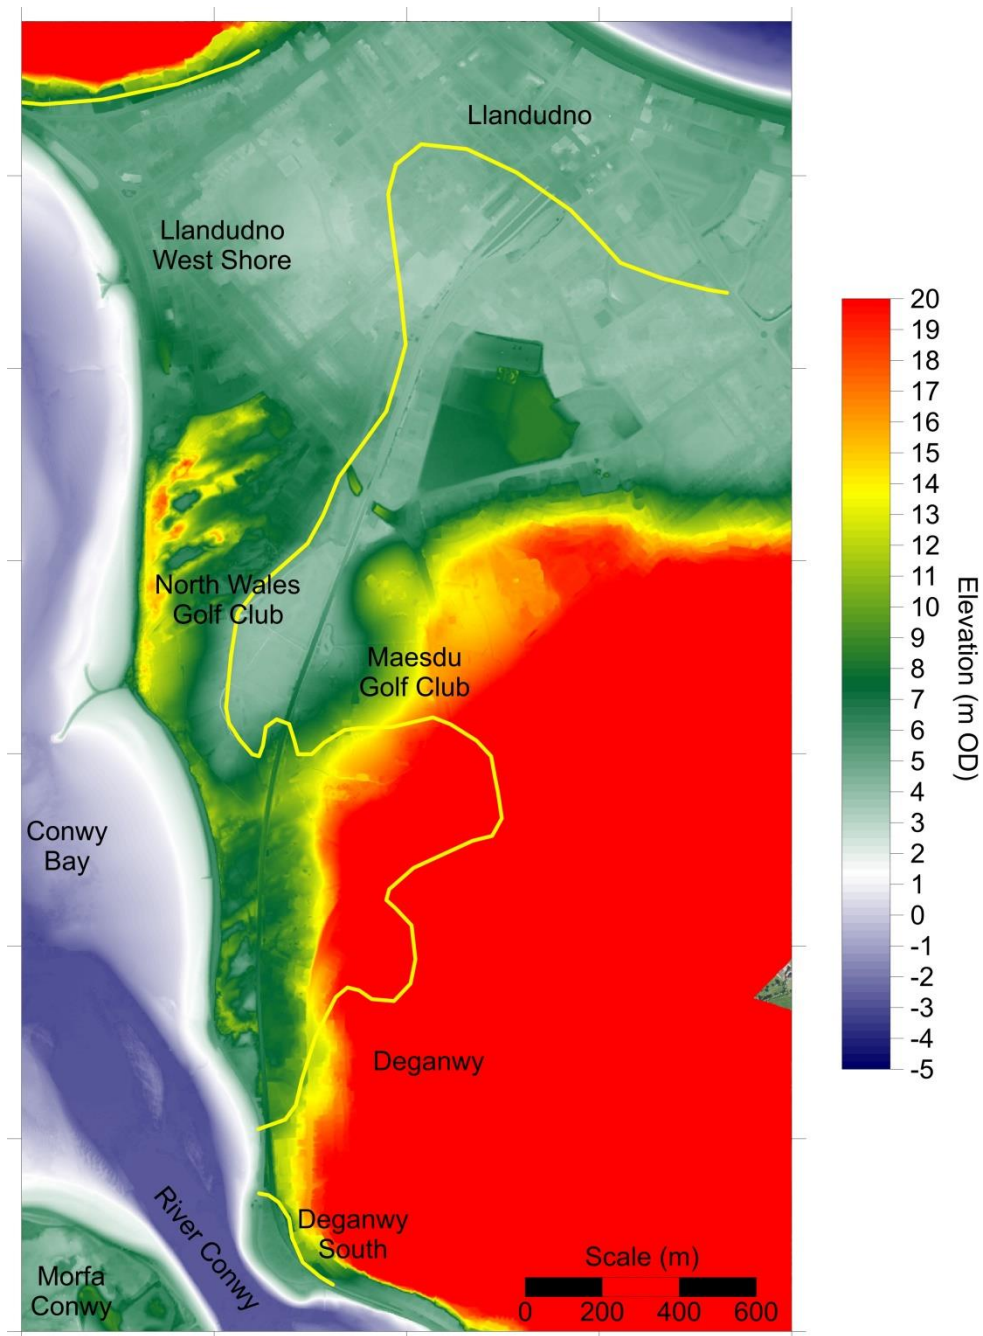 Llandudno
Llandudno
West Shore
North Wales
Golf Club
Maesdu
Golf Club
Conwy
Bay
Deganwy
River Conwy
Deganwy
South
Morfa
Conwy
Scale (m)
0 200 400 600
20
19
18
17
16
15
14
13
12
11
10
9
8
7
6
5
4
3
2
1
0
-1
-2
-3
-4
-5
Elevation (m OD)